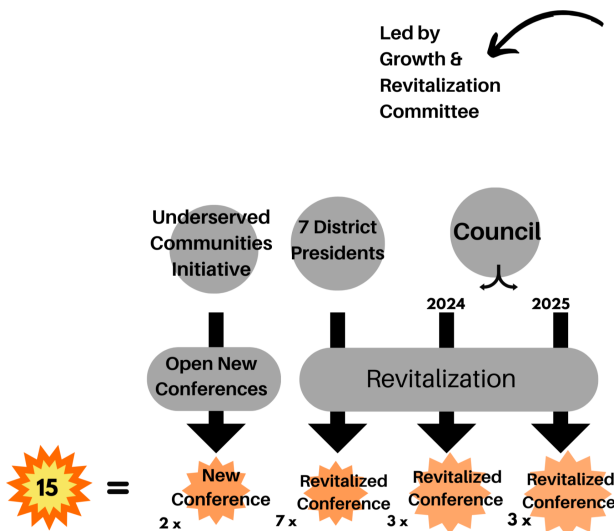 Led by
Growth &
Revitalization
Committee
Underserved
Communities
Initiative
7 District
Presidents
Council
2024
2025
Open New
Conferences
Revitalization
15
=
New
Conference
2 x
Revitalized
Conference
7 x
Revitalized
Conference
3 x
Revitalized
Conference
3 x